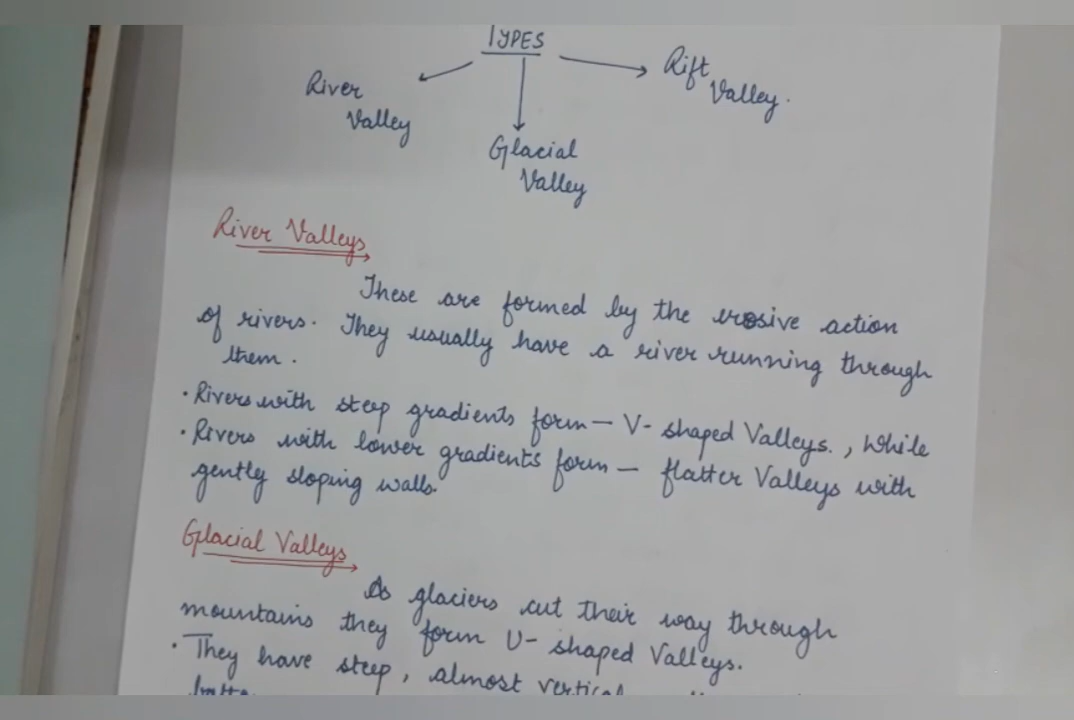 TYPES
River
Valley
Rift
Valley.
Glacial
Valley
River Valleys
These are formed by the erosive action
of rivers. They usually have a river running through
them.
• Rivers with steep gradients form — V-shaped Valleys., while
• Rivers with lower gradients form — flatter Valleys with
gently sloping walls.
Glacial Valleys
As glaciers cut their way through
mountains they form U-shaped Valleys.
• They have steep, almost vertical